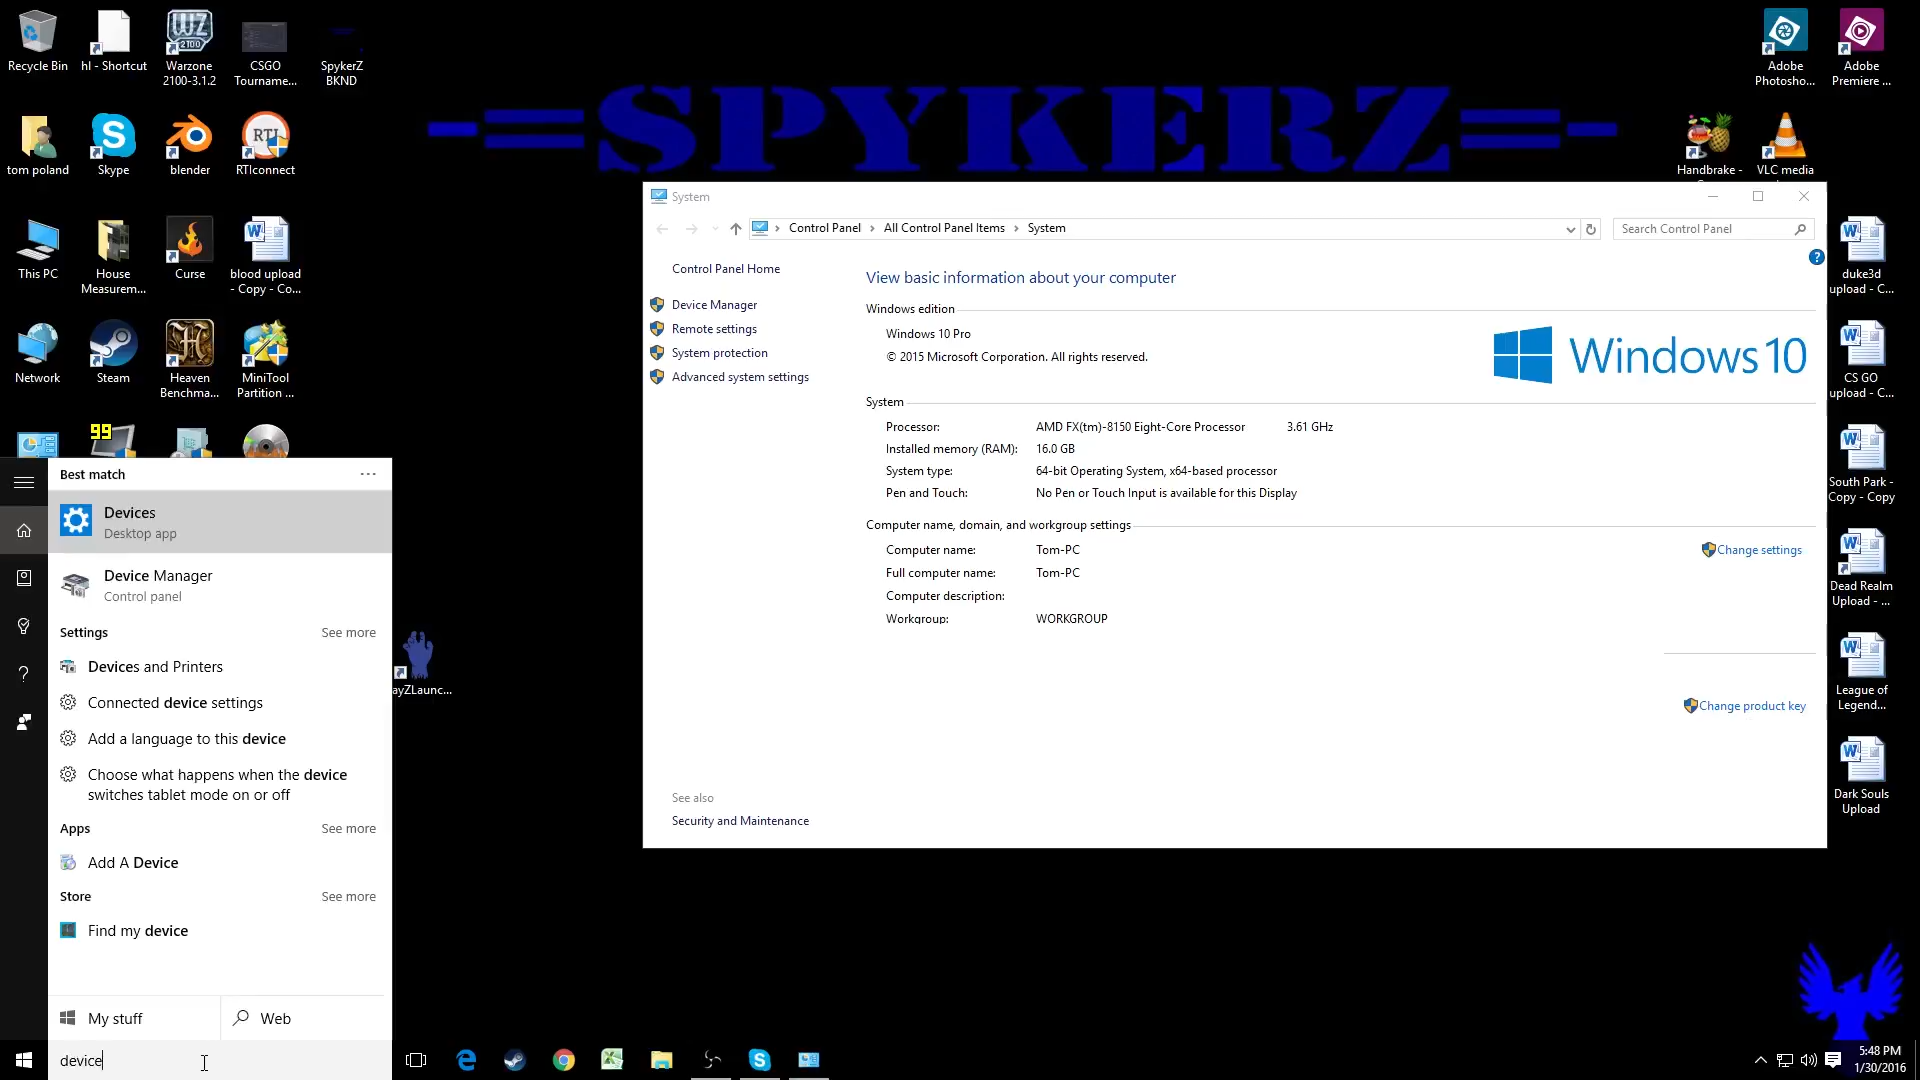 Recycle Bin
hl - Shortcut
Warzone
2100-3.1.2
CSGO
Tourname...
SpykerZ
BKND
Adobe
Photosho...
Adobe
Premiere ...
-=SPYKERZ=-
tom poland
Skype
blender
RTIconnect
Handbrake -
VLC media
This PC
House
Measurem...
Curse
blood upload
- Copy - Co...
Network
Steam
Heaven
Benchma...
MiniTool
Partition ...
99
WZ
2100
RTI
System
Control Panel
All Control Panel Items
System
Search Control Panel
Control Panel Home
Device Manager
Remote settings
System protection
Advanced system settings
See also
Security and Maintenance
View basic information about your computer
Windows edition
Windows 10 Pro
© 2015 Microsoft Corporation. All rights reserved.
Windows 10
System
Processor: AMD FX(tm)-8150 Eight-Core Processor 3.61 GHz
Installed memory (RAM): 16.0 GB
System type: 64-bit Operating System, x64-based processor
Pen and Touch: No Pen or Touch Input is available for this Display
Computer name, domain, and workgroup settings
Computer name: Tom-PC
Change settings
Full computer name: Tom-PC
Computer description:
Workgroup: WORKGROUP
Change product key
duke3d
upload - C...
CS GO
upload - C...
South Park -
Copy - Copy
Dead Realm
Upload - ...
League of
Legend...
Dark Souls
Upload
ayZLaunc...
Best match
Devices
Desktop app
Device Manager
Control panel
Settings
See more
Devices and Printers
Connected device settings
Add a language to this device
Choose what happens when the device
switches tablet mode on or off
Apps
See more
Add A Device
Store
See more
Find my device
My stuff
Web
device
5:48 PM
1/30/2016